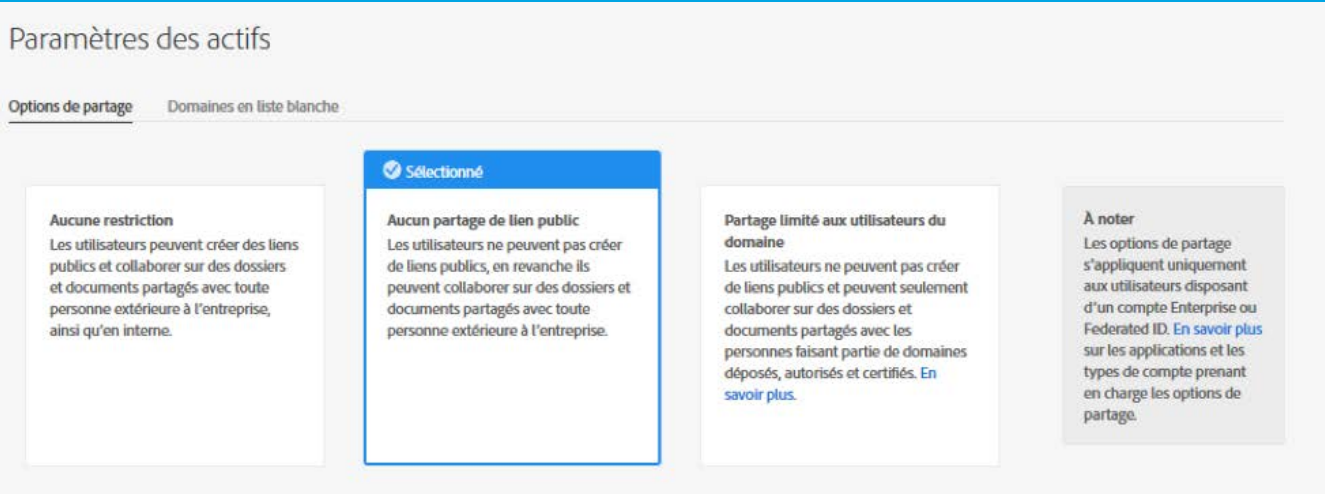 Paramètres des actifs
Options de partage
Domaines en liste blanche
Sélectionné
Aucune restriction
Les utilisateurs peuvent créer des liens
publics et collaborer sur des dossiers
et documents partagés avec toute
personne extérieure à l'entreprise,
ainsi qu'en interne.
Aucun partage de lien public
Les utilisateurs ne peuvent pas créer
de liens publics, en revanche ils
peuvent collaborer sur des dossiers et
documents partagés avec toute
personne extérieure à l'entreprise.
Partage limité aux utilisateurs du
domaine
Les utilisateurs ne peuvent pas créer
de liens publics et peuvent seulement
collaborer sur des dossiers et
documents partagés avec les
personnes faisant partie de domaines
déposés, autorisés et certifiés. En
savoir plus.
À noter
Les options de partage
s'appliquent uniquement
aux utilisateurs disposant
d'un compte Enterprise ou
Federated ID. En savoir plus
sur les applications et les
types de compte prenant
en charge les options de
partage.